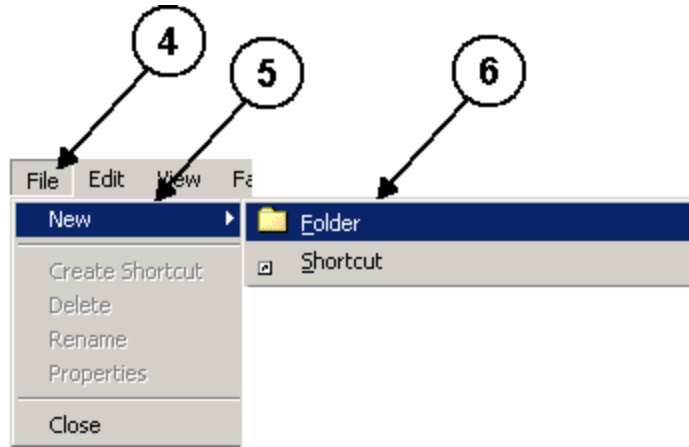 4
5
6
File Edit View Fa
New
Folder
Shortcut
Create Shortcut
Delete
Rename
Properties
Close